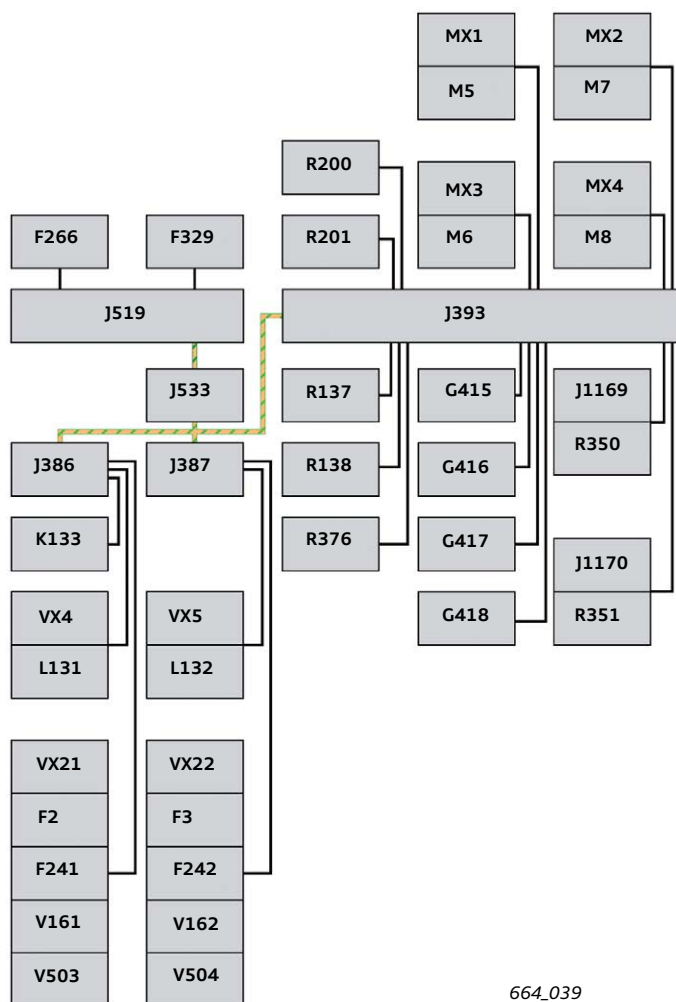 MX1
MX2
M5
M7
R200
MX3
MX4
F266
F329
R201
M6
M8
J519
J393
J533
R137
G415
J1169
J386
J387
R138
G416
R350
K133
R376
G417
J1170
VX4
VX5
G418
R351
L131
L132
VX21
VX22
F2
F3
F241
F242
V161
V162
V503
V504
664_039